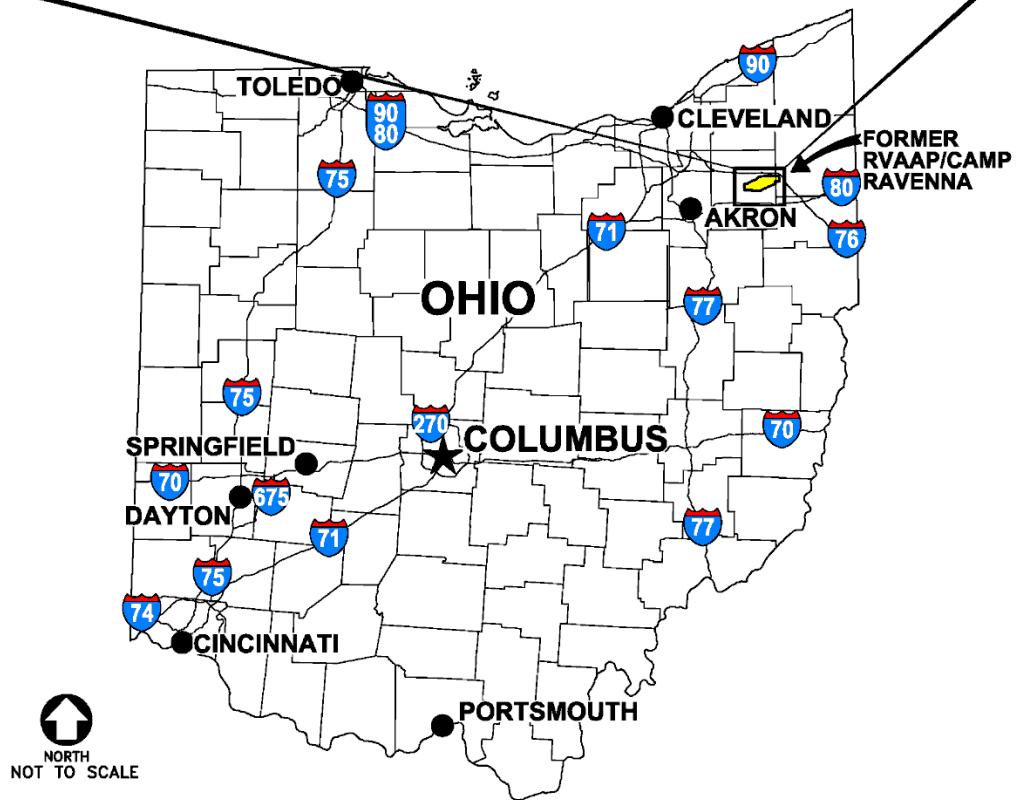 TOLEDO
90
80
90
CLEVELAND
FORMER
RVAAP/CAMP
RAVENNA
75
80
AKRON
71
76
OHIO
77
75
270
COLUMBUS
70
SPRINGFIELD
70
675
DAYTON
71
77
75
74
CINCINNATI
PORTSMOUTH
NORTH
NOT TO SCALE